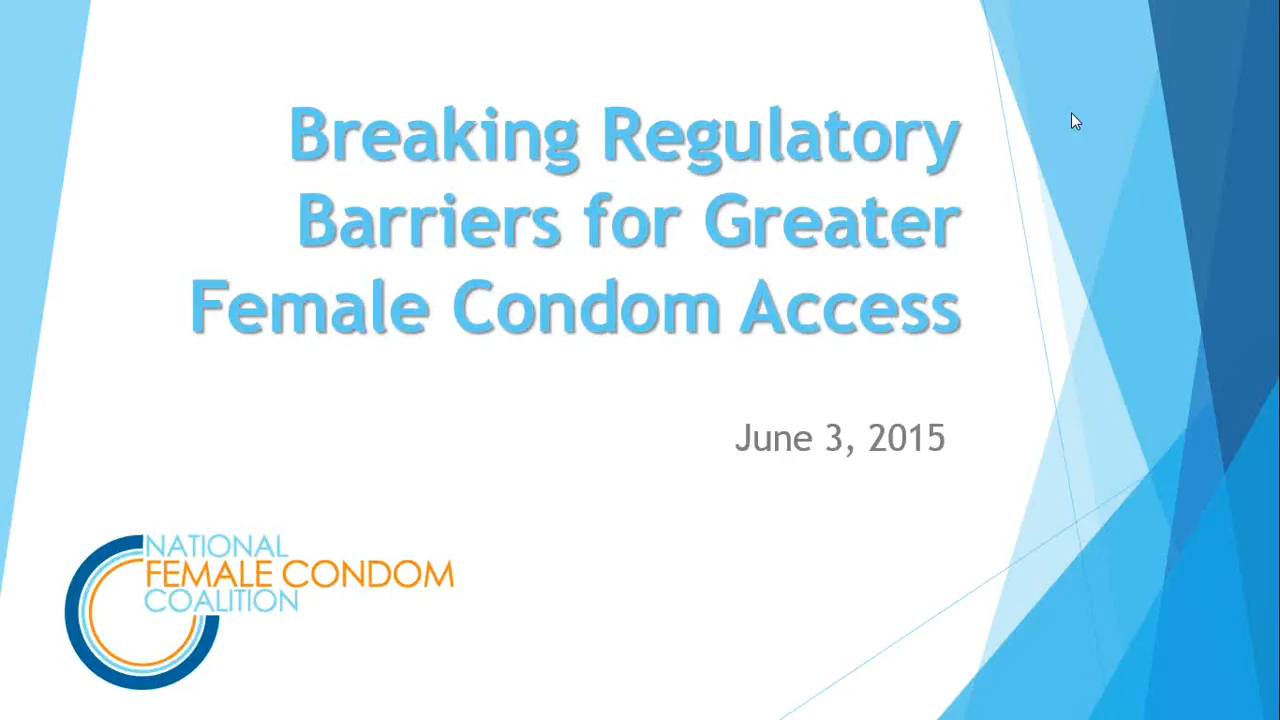 Breaking Regulatory
Barriers for Greater
Female Condom Access
June 3, 2015
NATIONAL
FEMALE CONDOM
COALITION